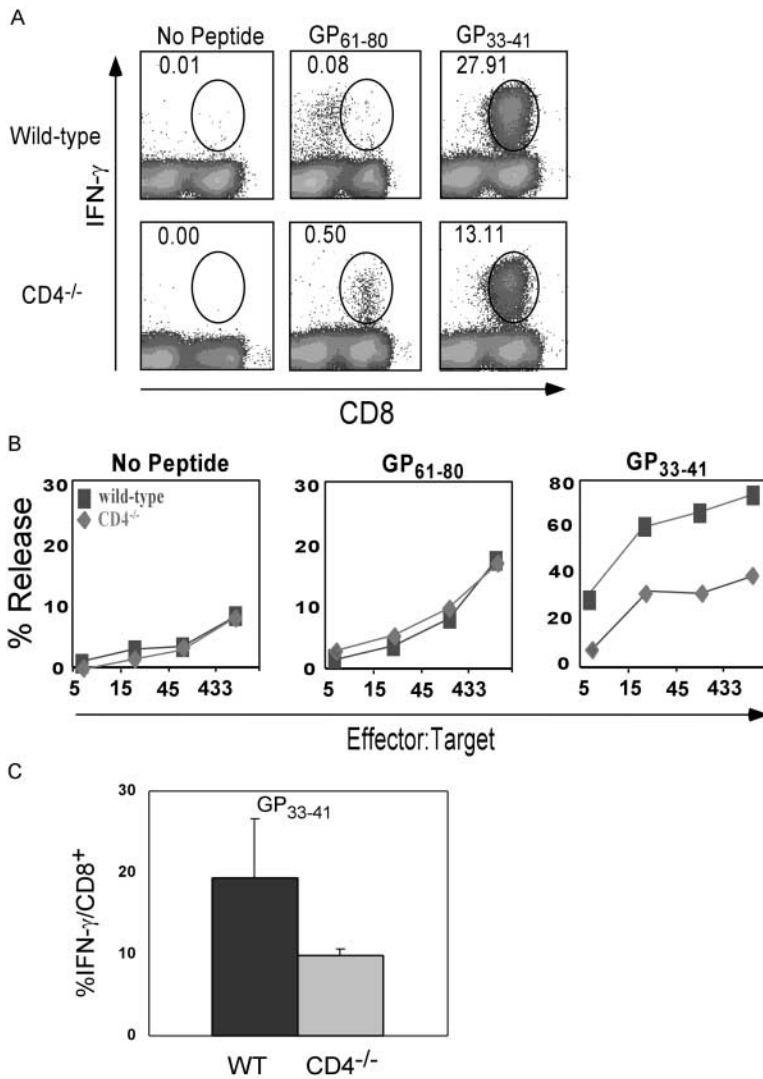 A
No Peptide GP61-80 GP33-41
0.01 0.08 27.91
Wild-type
IFN-γ
0.00 0.50 13.11
CD4-/-
CD8
B
No Peptide GP61-80 GP33-41
30 30 80
wild-type
CD4-/-
60
20 20
40
10 10
20
0 0 0
% Release
5 15 45 433 5 15 45 433 5 15 45 433
Effector:Target
C
30
GP33-41
20
10
0
%IFN-γ/CD8+
WT CD4-/-